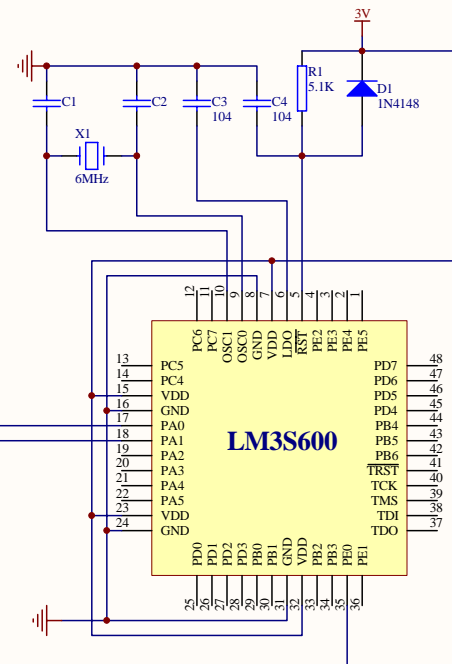 3V
R1
5.1K
D1
1N4148
C1
C2
C3
104
C4
104
X1
6MHz
12
11
10
9
8
7
6
5
4
3
2
1
PC6
PC7
OSC1
OSC0
GND
VDD
LDO
RST
PE2
PE3
PE4
PE5
13 PC5
14 PC4
15 VDD
16 GND
17 PA0
18 PA1
19 PA2
20 PA3
21 PA4
22 PA5
23 VDD
24 GND
LM3S600
PD7 48
PD6 47
PD5 46
PD4 45
PB4 44
PB5 43
PB6 42
TRST 41
TCK 40
TMS 39
TDI 38
TDO 37
PD0
PD1
PD2
PD3
PB0
PB1
GND
VDD
PB2
PB3
PE0
PE1
25
26
27
28
29
30
31
32
33
34
35
36